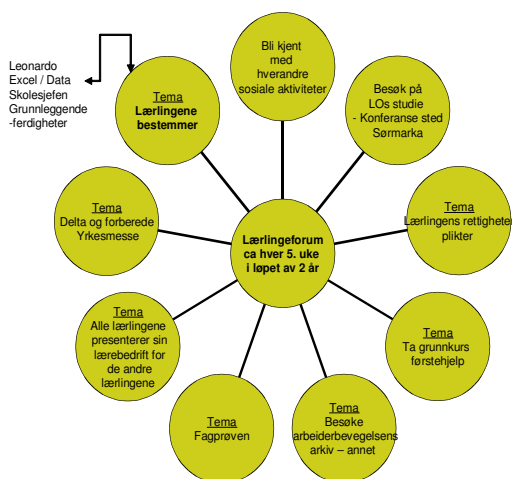 Leonardo
Excel / Data
Skolesjefen
Grunnleggende
-ferdigheter
Tema
Lærlingene
bestemmer
Bli kjent
med
hverandre
sosiale aktiviteter
Besøk på
LOs studie
- Konferanse sted
Sørmarka
Tema
Delta og forberede
Yrkesmesse
Lærlingeforum
ca hver 5. uke
i løpet av 2 år
Tema
Lærlingens rettigheter
plikter
Tema
Alle lærlingene
presenterer sin
lærebedrift for
de andre
lærlingene
Tema
Ta grunnkurs
førstehjelp
Tema
Fagprøven
Tema
Besøke
arbeiderbevegelsens
arkiv – annet